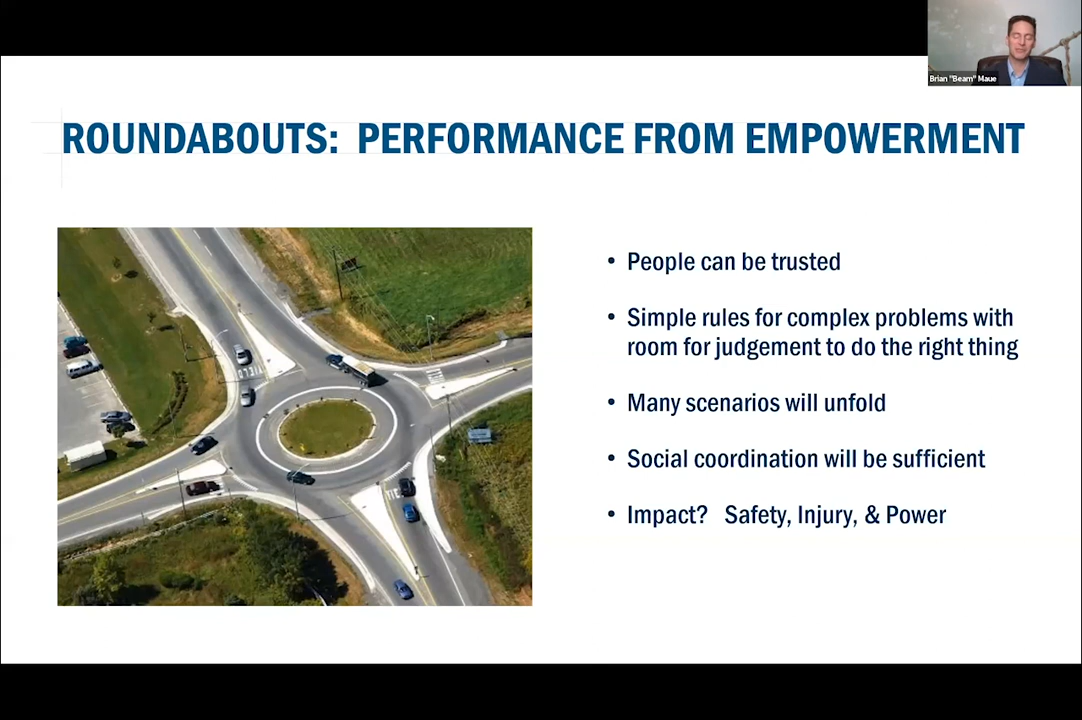 Brian "Beam" Maue
ROUNDABOUTS:  PERFORMANCE FROM EMPOWERMENT
• People can be trusted
• Simple rules for complex problems with
room for judgement to do the right thing
• Many scenarios will unfold
• Social coordination will be sufficient
• Impact?   Safety, Injury, & Power
YIELD